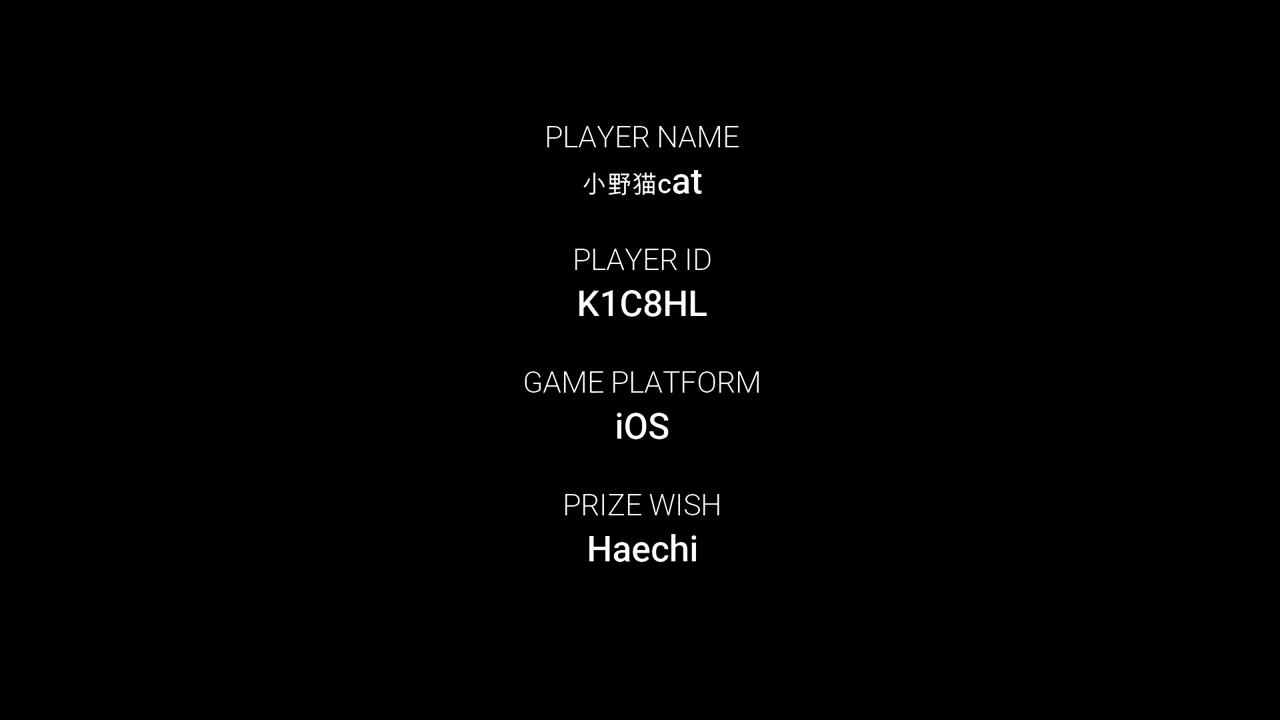 PLAYER NAME
小野猫cat
PLAYER ID
K1C8HL
GAME PLATFORM
iOS
PRIZE WISH
Haechi